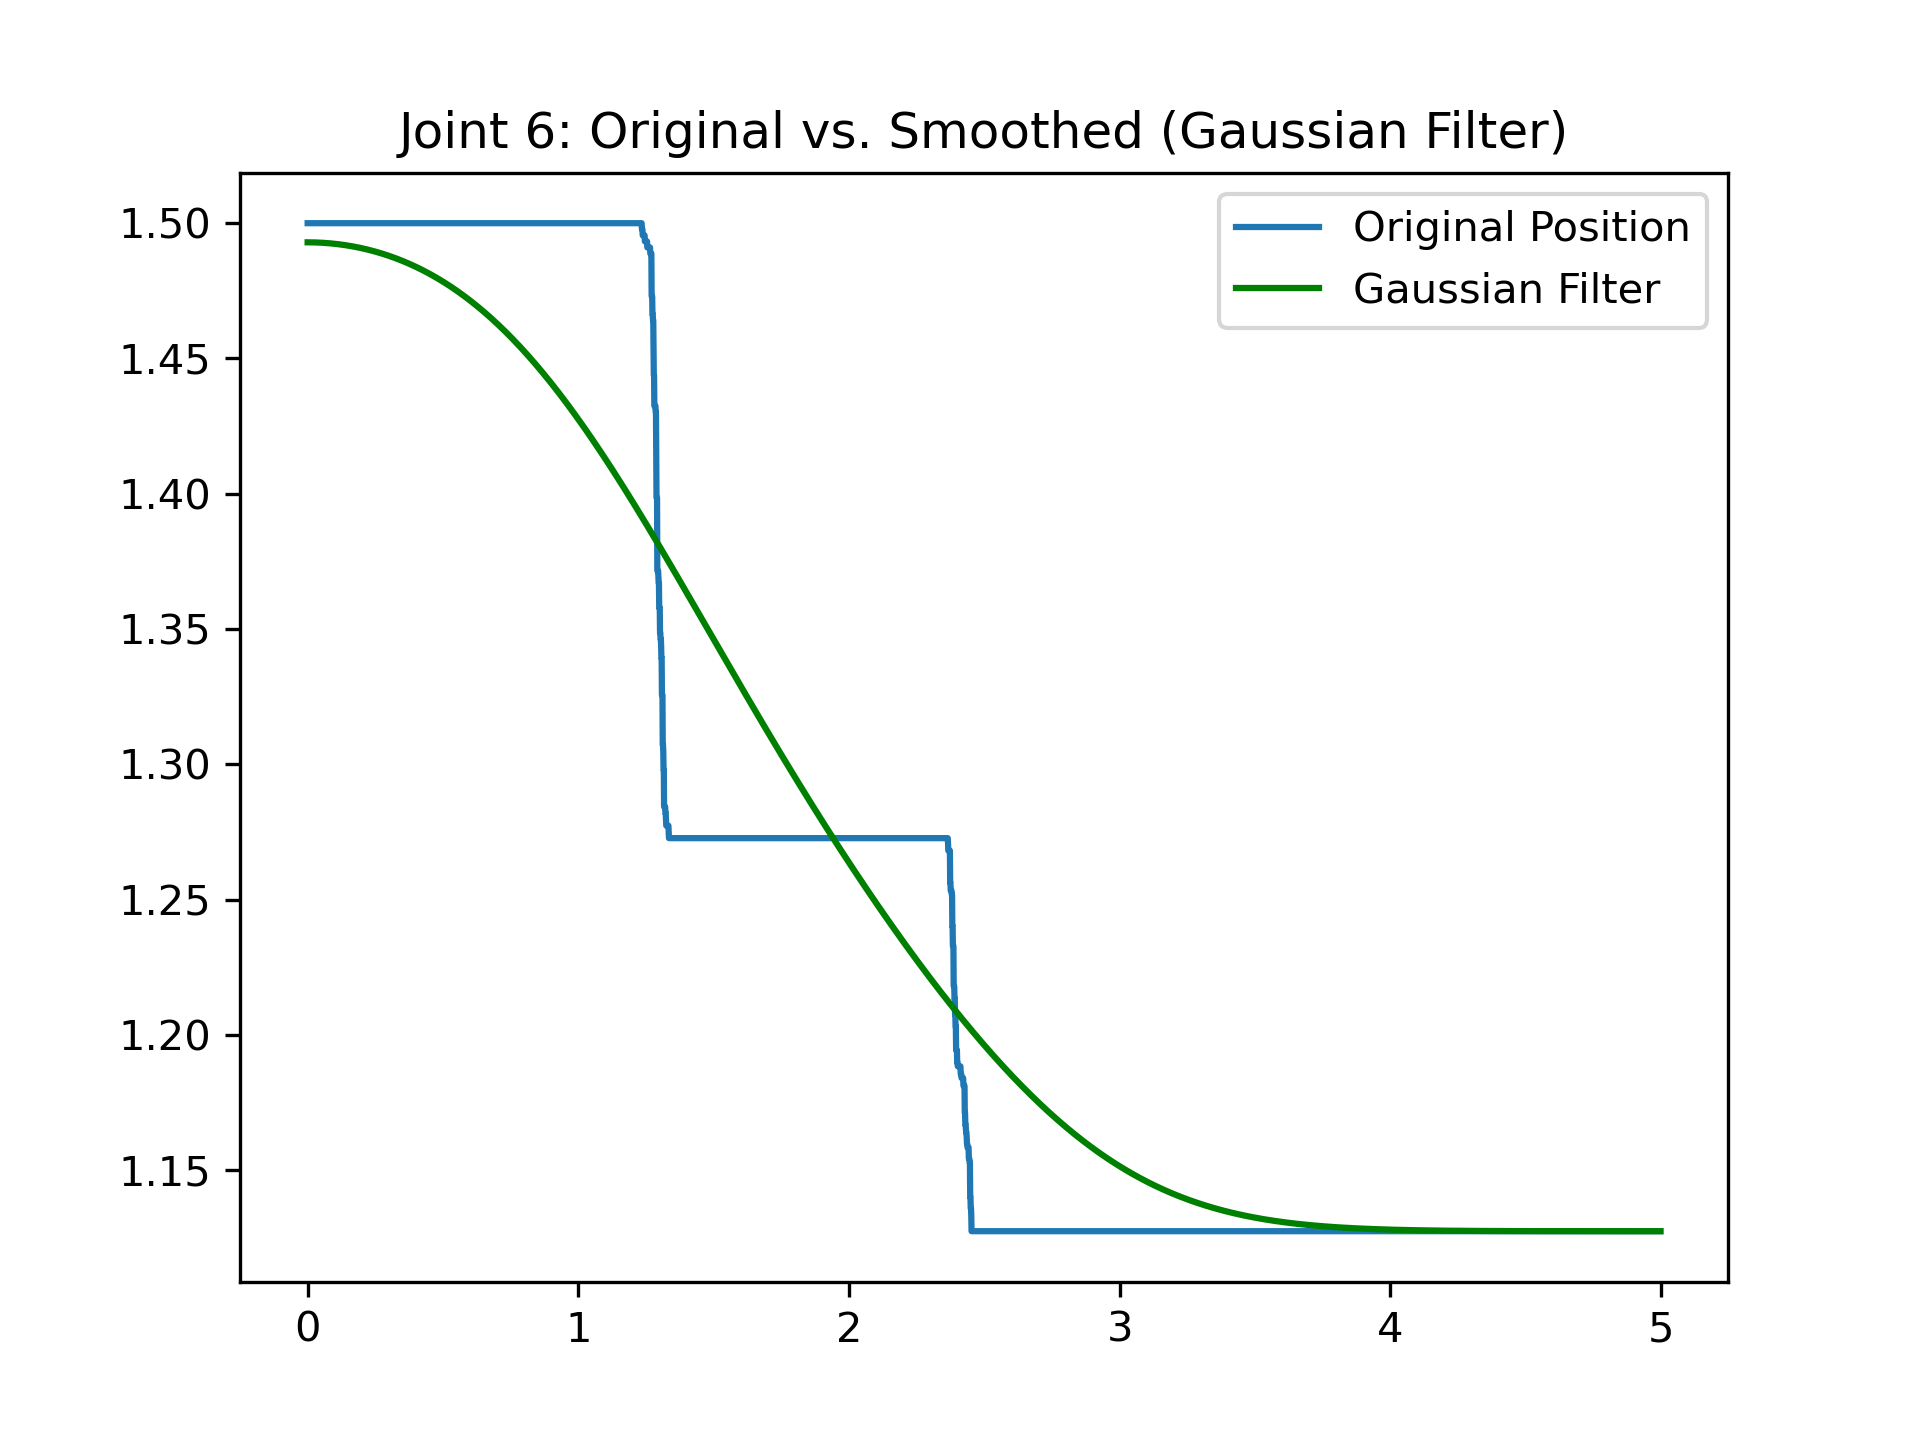 Joint 6: Original vs. Smoothed (Gaussian Filter)
Original Position
Gaussian Filter
1.50
1.45
1.40
1.35
1.30
1.25
1.20
1.15
0 1 2 3 4 5